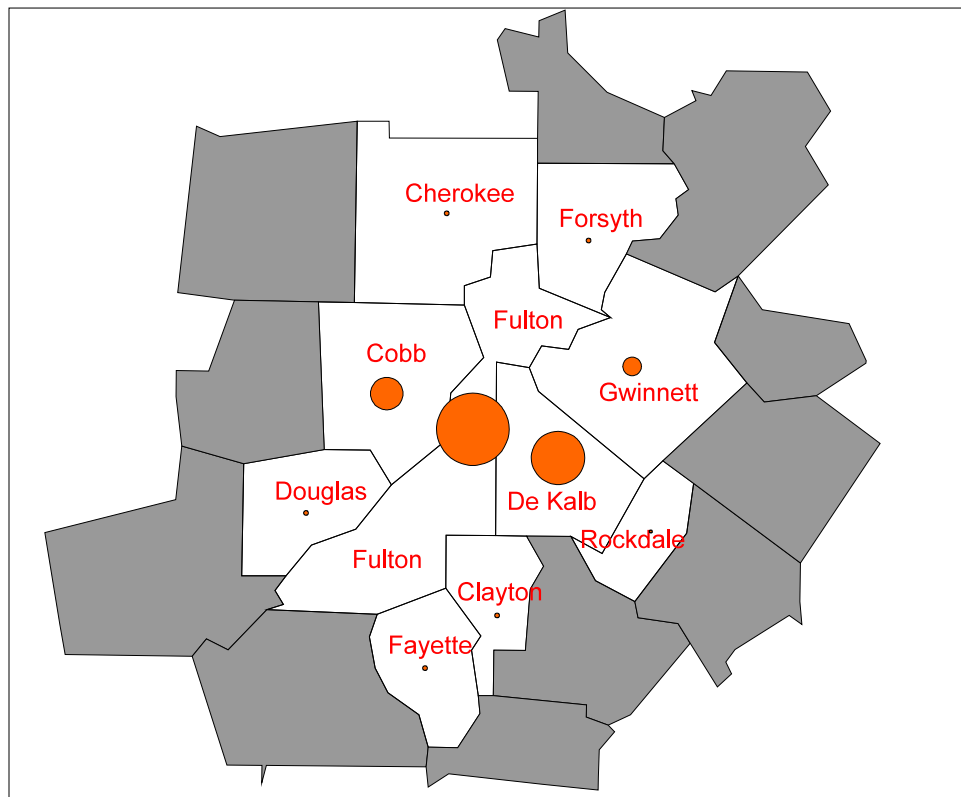 Cherokee
Forsyth
Fulton
Cobb
Gwinnett
Douglas
De Kalb
Rockdale
Fulton
Clayton
Fayette